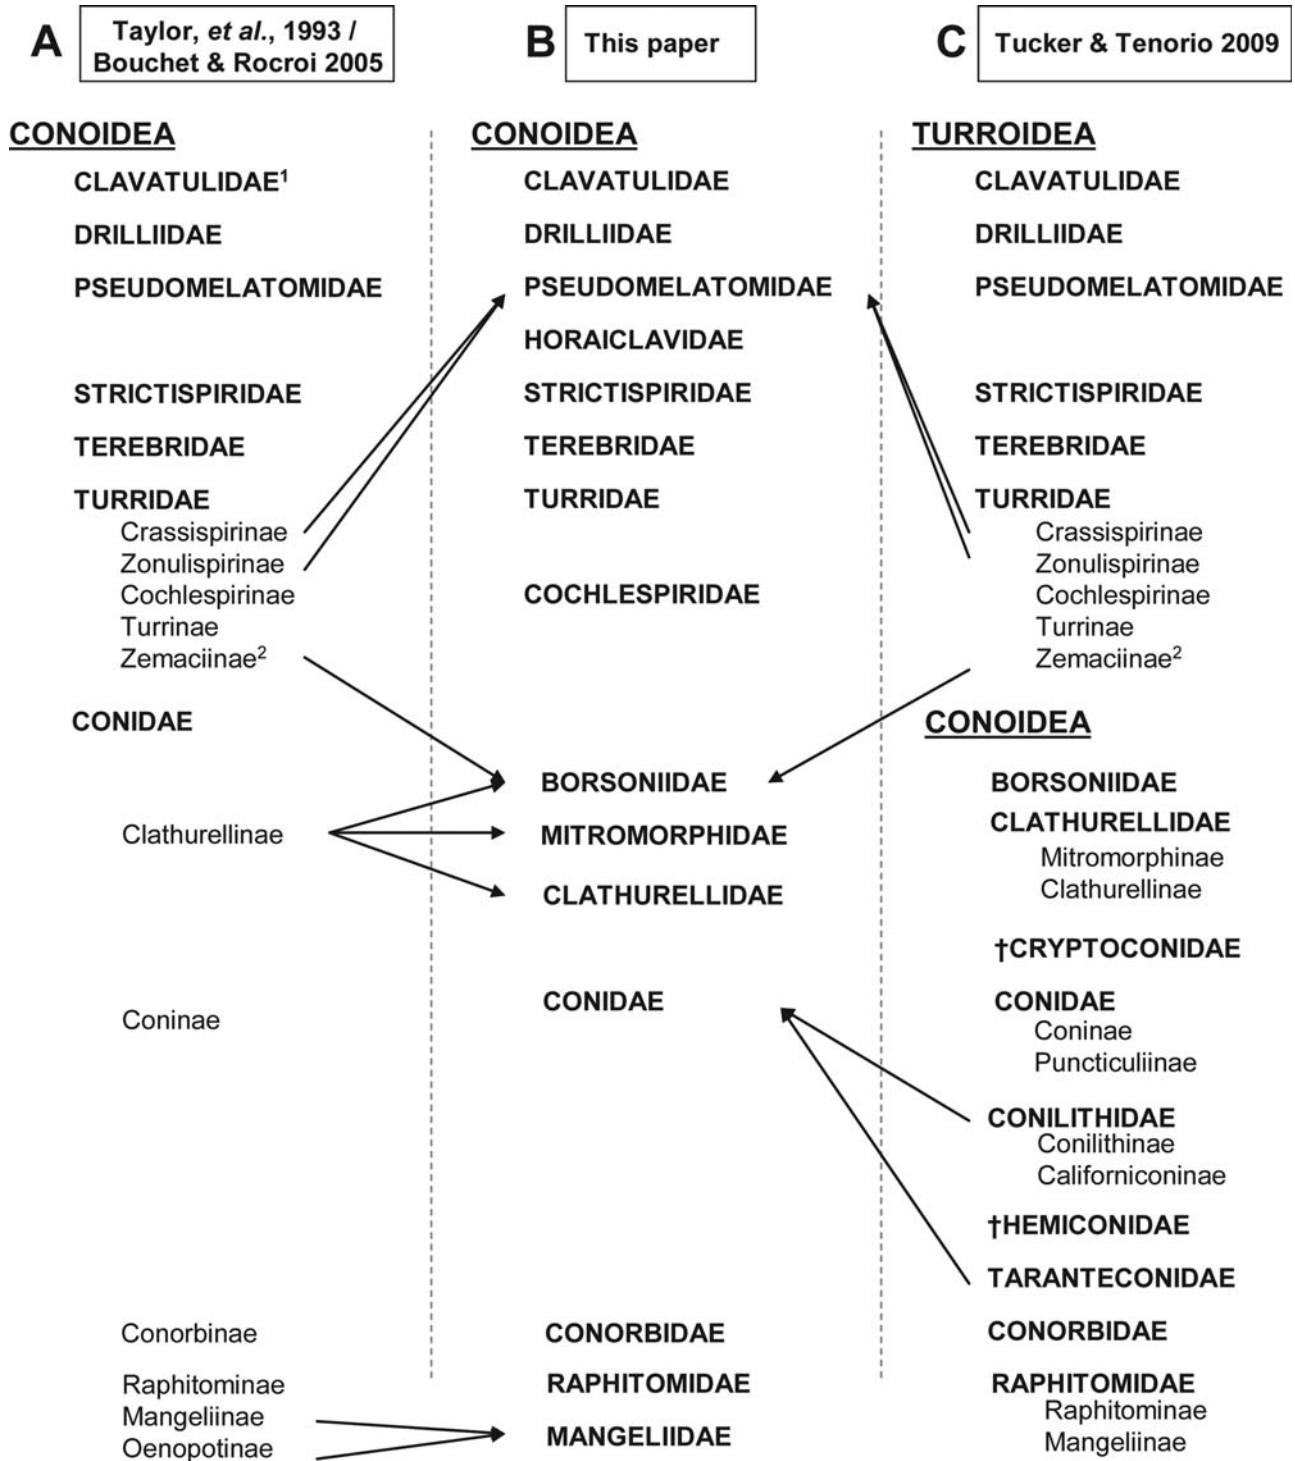 A
Taylor, et al., 1993 /
Bouchet & Rocroi 2005
CONOIDEA
CLAVATULIDAE¹
DRILLIIDAE
PSEUDOMELATOMIDAE
STRICTISPIRIDAE
TEREBRIDAE
TURRIDAE
Crassispirinae
Zonulispirinae
Cochlespirinae
Turrinae
Zemaciinae²
CONIDAE
Clathurellinae
Coninae
Conorbinae
Raphitominae
Mangeliinae
Oenopotinae
B
This paper
CONOIDEA
CLAVATULIDAE
DRILLIIDAE
PSEUDOMELATOMIDAE
HORAICLAVIDAE
STRICTISPIRIDAE
TEREBRIDAE
TURRIDAE
COCHLESPIRIDAE
BORSONIIDAE
MITROMORPHIDAE
CLATHURELLIDAE
CONIDAE
CONORBIDAE
RAPHITOMIDAE
MANGELIIDAE
C
Tucker & Tenorio 2009
TURROIDEA
CLAVATULIDAE
DRILLIIDAE
PSEUDOMELATOMIDAE
STRICTISPIRIDAE
TEREBRIDAE
TURRIDAE
Crassispirinae
Zonulispirinae
Cochlespirinae
Turrinae
Zemaciinae²
CONOIDEA
BORSONIIDAE
CLATHURELLIDAE
Mitromorphinae
Clathurellinae
†CRYPTOCONIDAE
CONIDAE
Coninae
Puncticuliinae
CONILITHIDAE
Conilithinae
Californiconinae
†HEMICONIDAE
TARANTECONIDAE
CONORBIDAE
RAPHITOMIDAE
Raphitominae
Mangeliinae